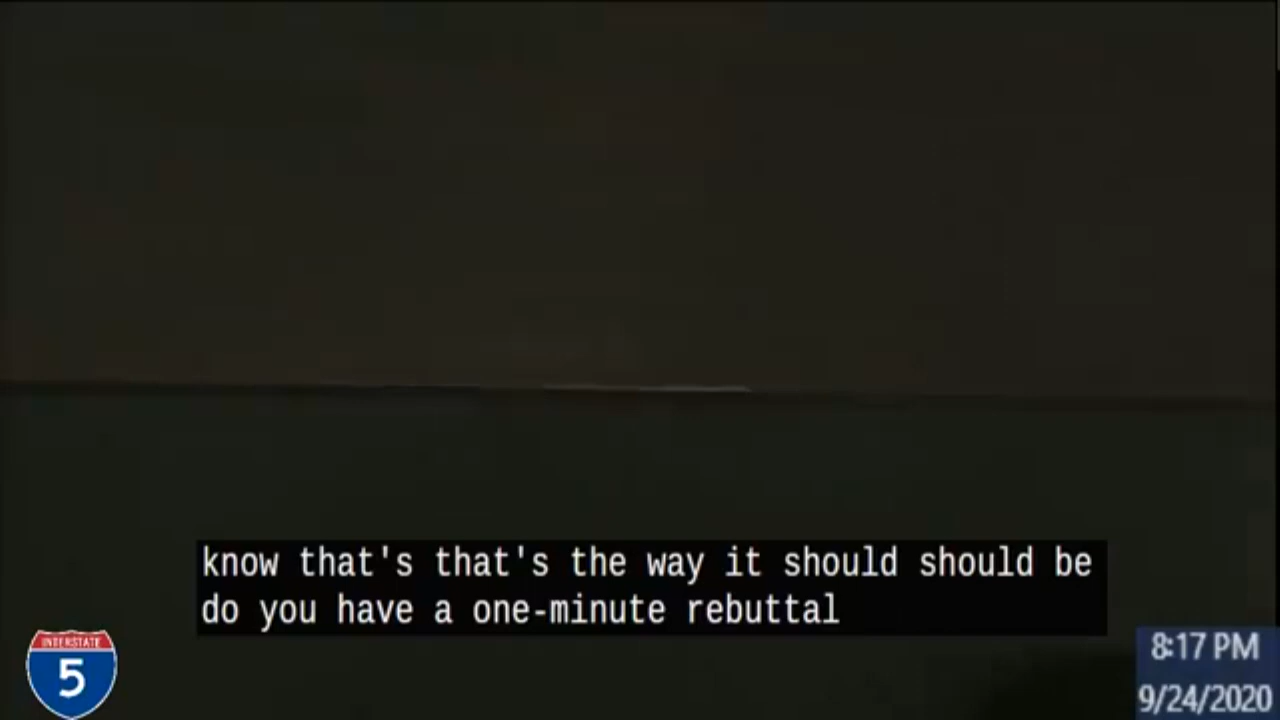 know that's that's the way it should should be
do you have a one-minute rebuttal
INTERSTATE
5
8:17 PM
9/24/2020